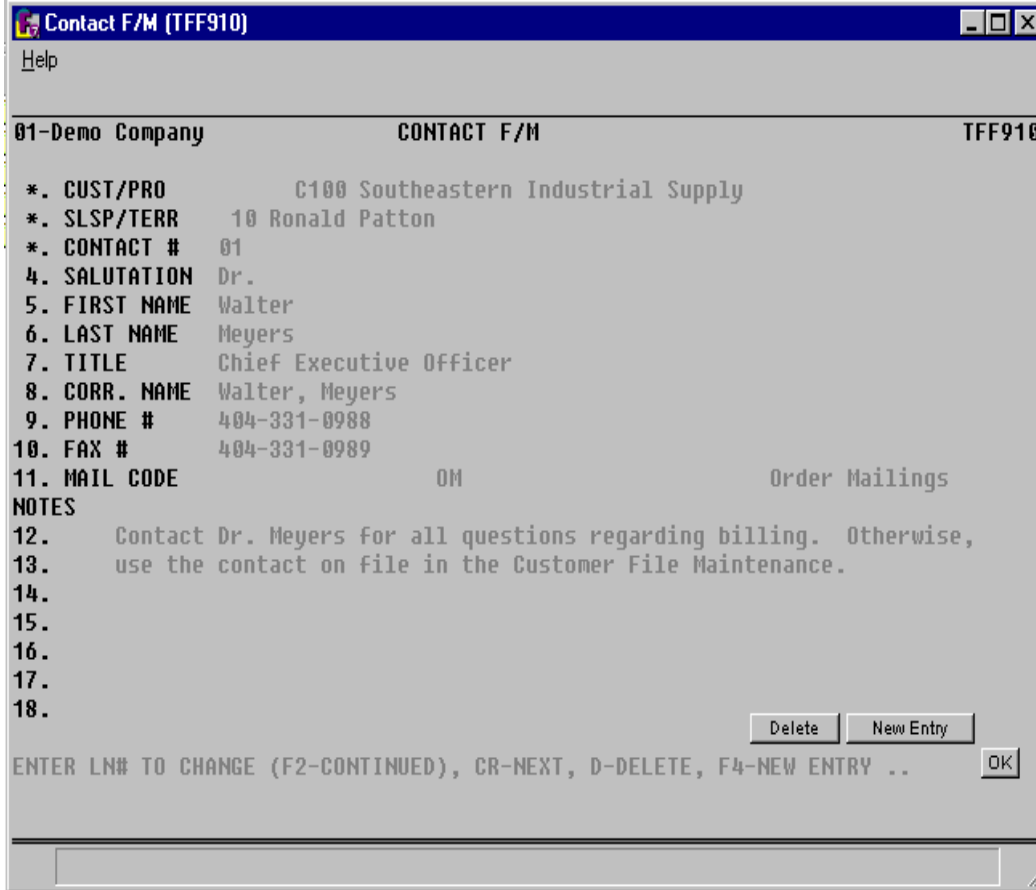 Contact F/M (TFF910)
Help
01-Demo Company CONTACT F/M TFF910
*. CUST/PRO C100 Southeastern Industrial Supply
*. SLSP/TERR 10 Ronald Patton
*. CONTACT # 01
4. SALUTATION Dr.
5. FIRST NAME Walter
6. LAST NAME Meyers
7. TITLE Chief Executive Officer
8. CORR. NAME Walter, Meyers
9. PHONE # 404-331-0988
10. FAX # 404-331-0989
11. MAIL CODE OM Order Mailings
NOTES
12. Contact Dr. Meyers for all questions regarding billing. Otherwise,
13. use the contact on file in the Customer File Maintenance.
14.
15.
16.
17.
18.
Delete New Entry
ENTER LN# TO CHANGE (F2-CONTINUED), CR-NEXT, D-DELETE, F4-NEW ENTRY .. OK